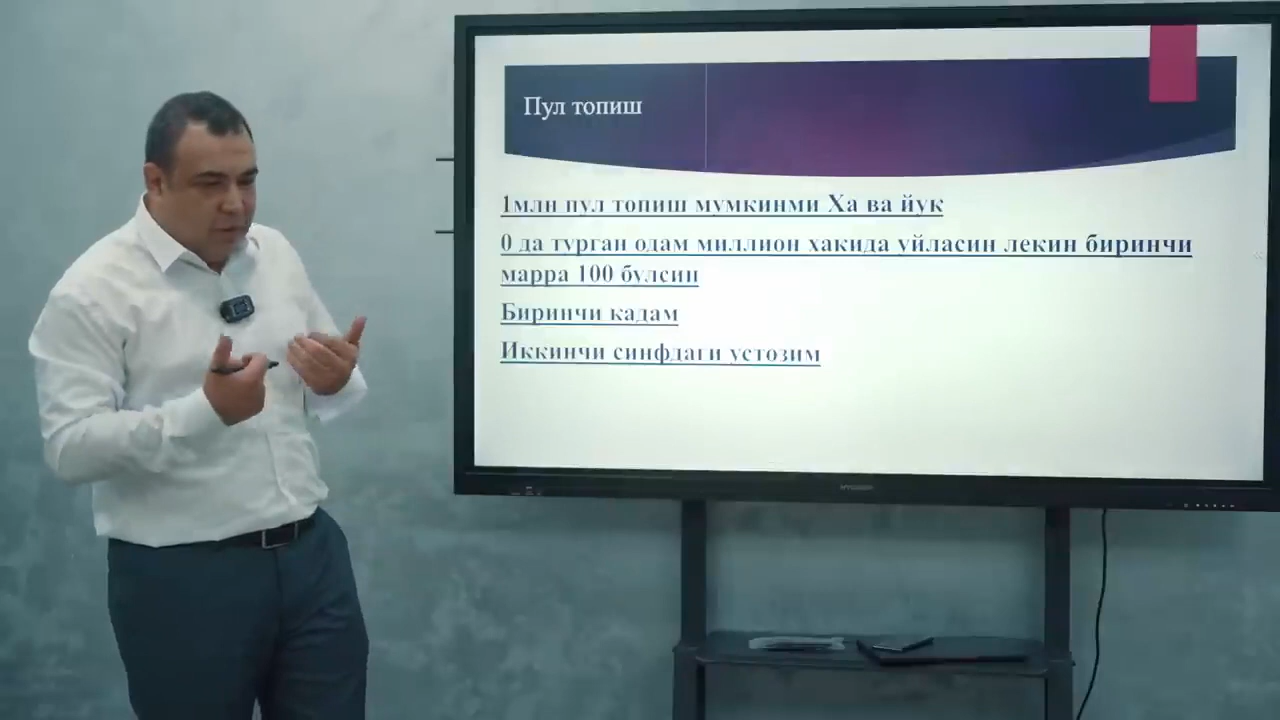 Пул топиш
1млн пул топиш мумкинми Ха ва йук
0 да турган одам миллион хакида уйласин лекин биринчи
марра 100 булсин
Биринчи кадам
Иккинчи синфдаги устозим